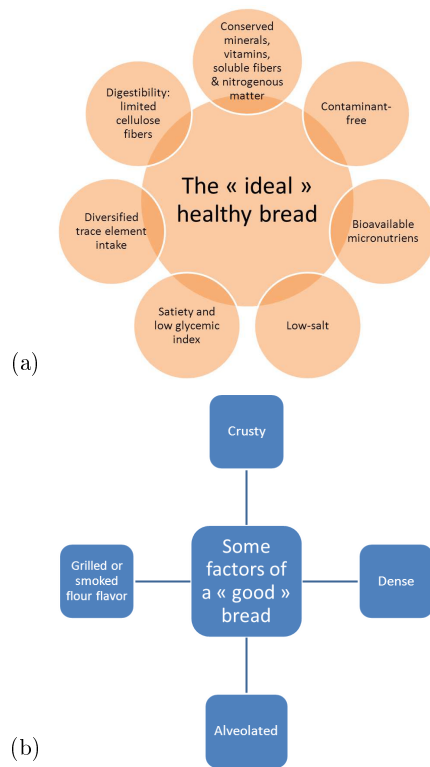 Conserved
minerals,
vitamins,
soluble fibers
& nitrogenous
matter
Contaminant-
free
Bioavailable
micronutriens
Low-salt
Satiety and
low glycemic
index
Diversified
trace element
intake
Digestibility:
limited
cellulose
fibers
The « ideal »
healthy bread
(a)
Crusty
Grilled or
smoked
flour flavor
Some
factors of
a « good »
bread
Dense
Alveolated
(b)